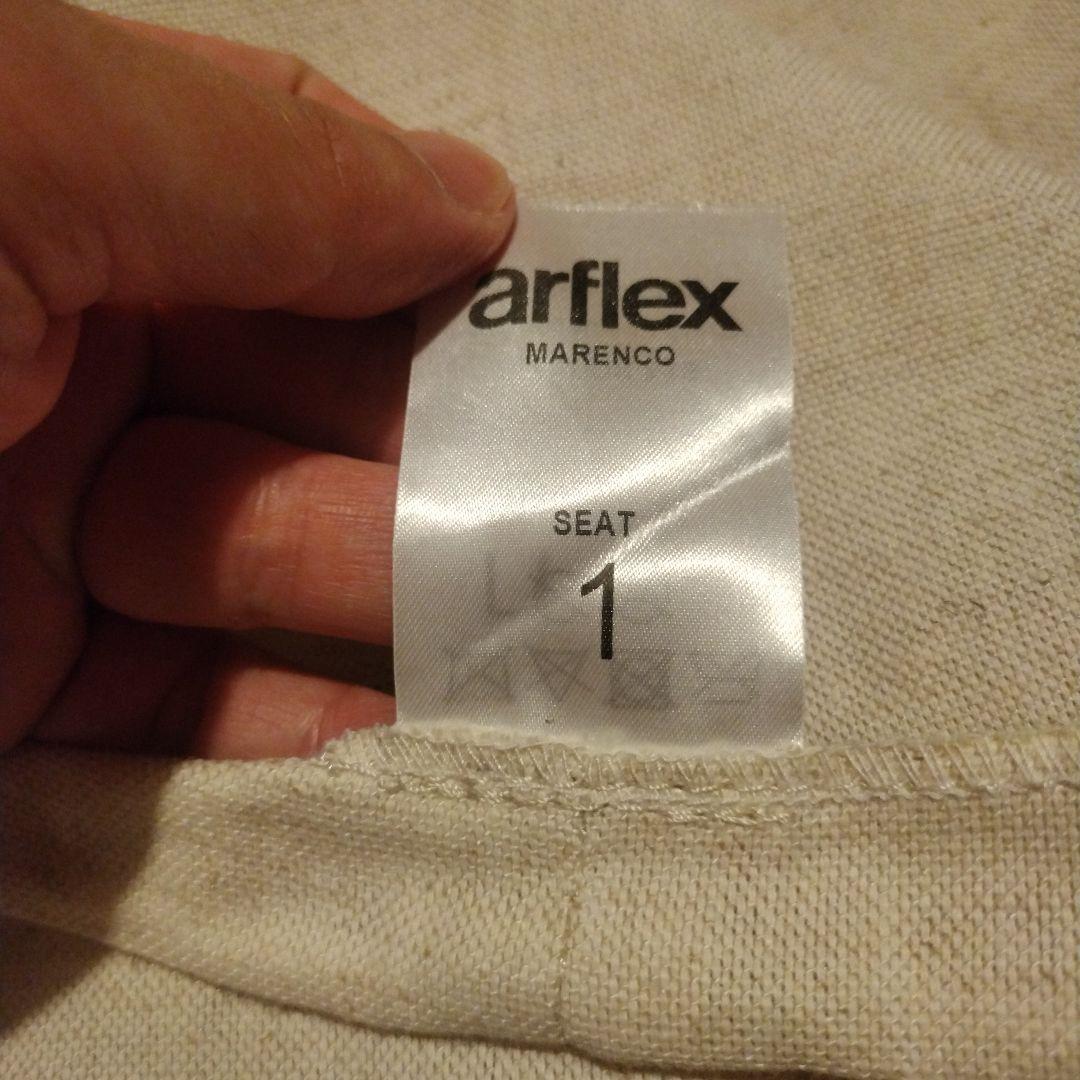 arflex
MARENCO
SEAT
1